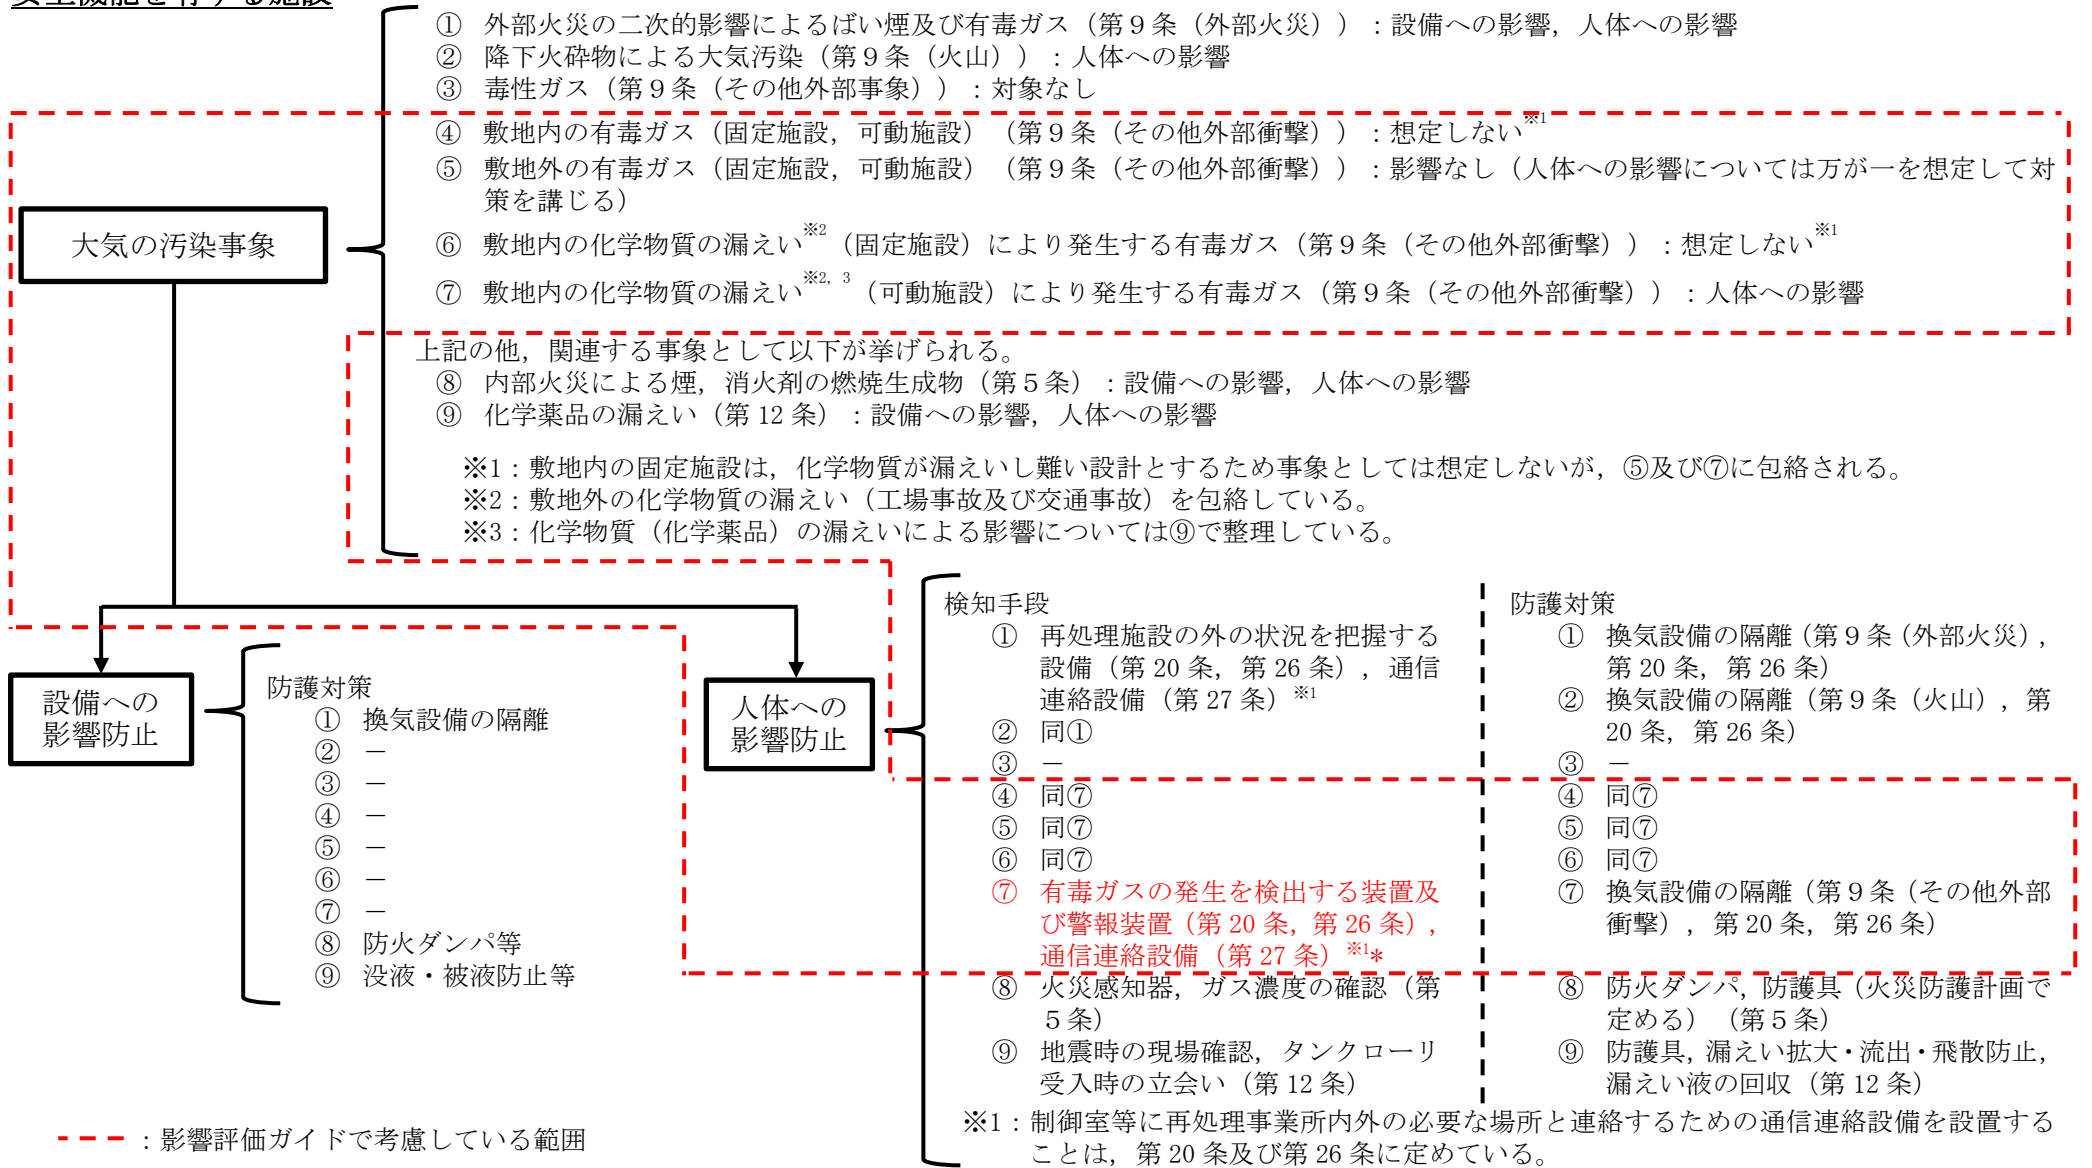 安全機能を有する施設
① 外部火災の二次的影響によるばい煙及び有毒ガス（第９条（外部火災））：設備への影響，人体への影響
② 降下火砕物による大気汚染（第９条（火山））：人体への影響
③ 毒性ガス（第９条（その他外部事象））：対象なし
④ 敷地内の有毒ガス（固定施設，可動施設）（第９条（その他外部衝撃））：想定しない※1
⑤ 敷地外の有毒ガス（固定施設，可動施設）（第９条（その他外部衝撃））：影響なし（人体への影響については万が一を想定して対
策を講じる）
大気の汚染事象
⑥ 敷地内の化学物質の漏えい※2（固定施設）により発生する有毒ガス（第９条（その他外部衝撃））：想定しない※1
⑦ 敷地内の化学物質の漏えい※2, 3（可動施設）により発生する有毒ガス（第９条（その他外部衝撃））：人体への影響
上記の他，関連する事象として以下が挙げられる。
⑧ 内部火災による煙，消火剤の燃焼生成物（第５条）：設備への影響，人体への影響
⑨ 化学薬品の漏えい（第 12 条）：設備への影響，人体への影響
※1：敷地内の固定施設は，化学物質が漏えいし難い設計とするため事象としては想定しないが，⑤及び⑦に包絡される。
※2：敷地外の化学物質の漏えい（工場事故及び交通事故）を包絡している。
※3：化学物質（化学薬品）の漏えいによる影響については⑨で整理している。
設備への
影響防止
防護対策
① 換気設備の隔離
② －
③ －
④ －
⑤ －
⑥ －
⑦ －
⑧ 防火ダンパ等
⑨ 没液・被液防止等
人体への
影響防止
検知手段
① 再処理施設の外の状況を把握する
設備（第 20 条，第 26 条），通信
連絡設備（第 27 条）※1
② 同①
③ －
④ 同⑦
⑤ 同⑦
⑥ 同⑦
⑦ 有毒ガスの発生を検出する装置及
び警報装置（第 20 条，第 26 条），
通信連絡設備（第 27 条）※1*
⑧ 火災感知器，ガス濃度の確認（第
５条）
⑨ 地震時の現場確認，タンクローリ
受入時の立会い（第 12 条）
防護対策
① 換気設備の隔離（第９条（外部火災），
第 20 条，第 26 条）
② 換気設備の隔離（第９条（火山），第
20 条，第 26 条）
③ －
④ 同⑦
⑤ 同⑦
⑥ 同⑦
⑦ 換気設備の隔離（第９条（その他外部
衝撃），第 20 条，第 26 条）
⑧ 防火ダンパ，防護具（火災防護計画で
定める）（第５条）
⑨ 防護具，漏えい拡大・流出・飛散防止，
漏えい液の回収（第 12 条）
※1：制御室等に再処理事業所内外の必要な場所と連絡するための通信連絡設備を設置する
ことは，第 20 条及び第 26 条に定めている。
：影響評価ガイドで考慮している範囲